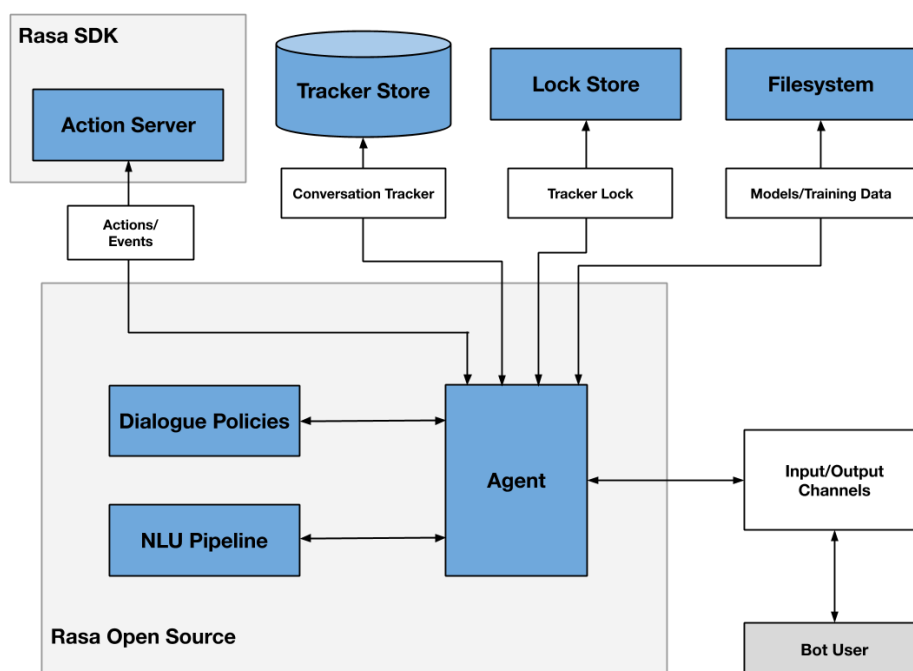 Rasa SDK
Action Server
Tracker Store
Lock Store
Filesystem
Actions/
Events
Conversation Tracker
Tracker Lock
Models/Training Data
Dialogue Policies
NLU Pipeline
Agent
Input/Output
Channels
Rasa Open Source
Bot User